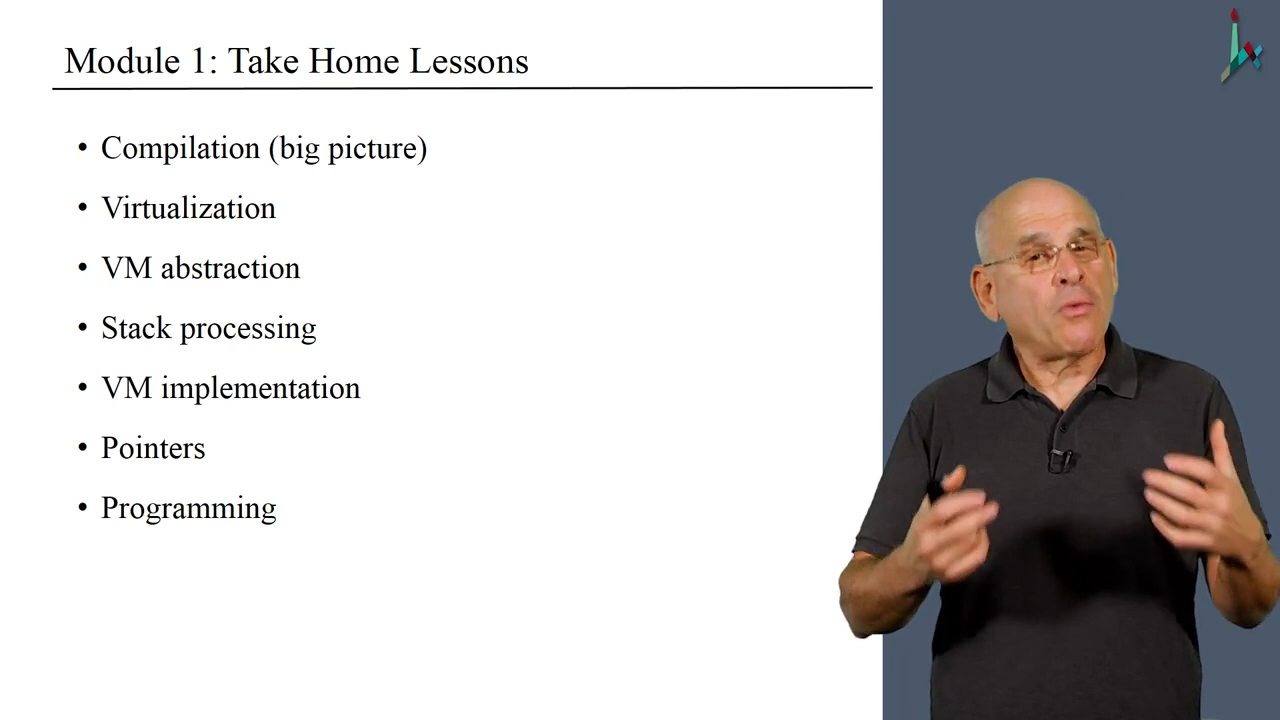 Module 1: Take Home Lessons
• Compilation (big picture)
• Virtualization
• VM abstraction
• Stack processing
• VM implementation
• Pointers
• Programming